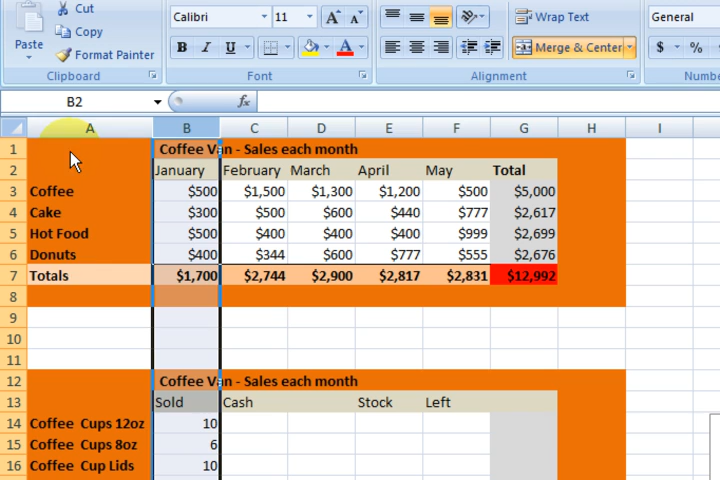 Cut
Calibri 11 A A Wrap Text General
Copy
Paste
Format Painter
B I U A Merge & Center $ %
Clipboard Font Alignment
B2 fx
A B C D E F G H I
1 Coffee Van - Sales each month
2 January February March April May Total
3 Coffee $500 $1,500 $1,300 $1,200 $500 $5,000
4 Cake $300 $500 $600 $440 $777 $2,617
5 Hot Food $500 $400 $400 $400 $999 $2,699
6 Donuts $400 $344 $600 $777 $555 $2,676
7 Totals $1,700 $2,744 $2,900 $2,817 $2,831 $12,992
8
9
10
11
12 Coffee Van - Sales each month
13 Sold Cash Stock Left
14 Coffee Cups 12oz 10
15 Coffee Cups 8oz 6
16 Coffee Cup Lids 10